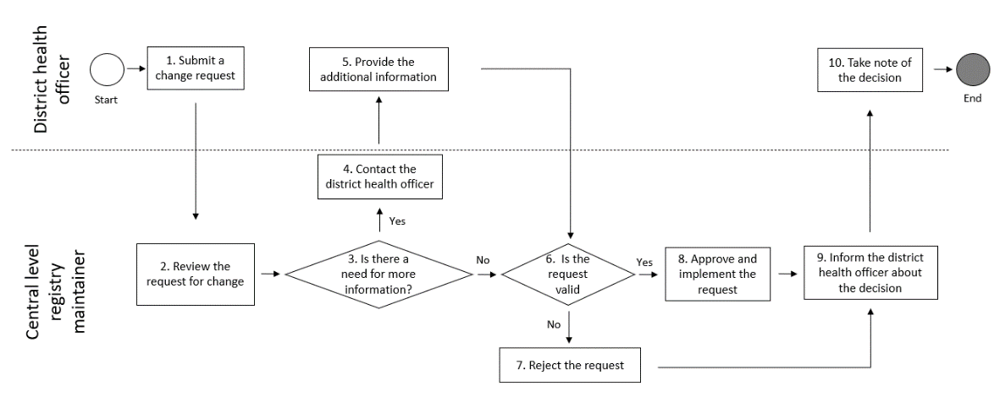 District health
officer
Start
1. Submit a
change request
5. Provide the
additional information
10. Take note of
the decision
End
4. Contact the
district health officer
Yes
Central level
registry
maintainer
2. Review the
request for change
3. Is there a
need for more
information?
No
6. Is the
request
valid
Yes
8. Approve and
implement the
request
9. Inform the district
health officer about
the decision
No
7. Reject the request